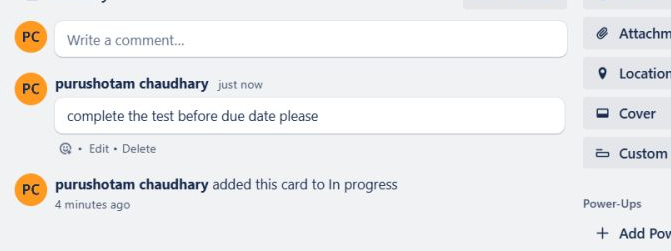 PC
Write a comment...
PC
purushotam chaudhary just now
complete the test before due date please
• Edit • Delete
PC
purushotam chaudhary added this card to In progress
4 minutes ago
Attachm
Location
Cover
Custom
Power-Ups
+ Add Pow